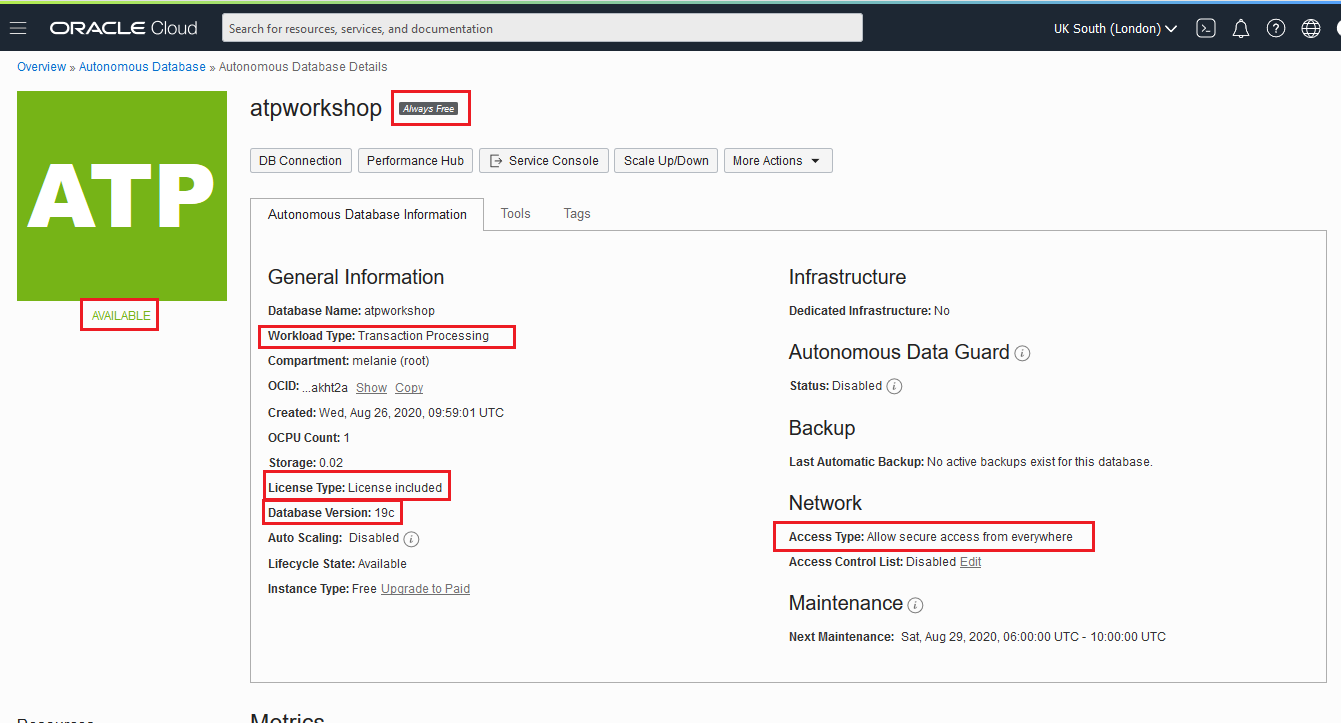 ORACLE Cloud
Search for resources, services, and documentation
UK South (London)
Overview » Autonomous Database » Autonomous Database Details
ATP
AVAILABLE
atpworkshop Always Free
DB Connection Performance Hub Service Console Scale Up/Down More Actions
Autonomous Database Information Tools Tags
General Information
Database Name: atpworkshop
Workload Type: Transaction Processing
Compartment: melanie (root)
OCID: ...akht2a Show Copy
Created: Wed, Aug 26, 2020, 09:59:01 UTC
OCPU Count: 1
Storage: 0.02
License Type: License included
Database Version: 19c
Auto Scaling: Disabled
Lifecycle State: Available
Instance Type: Free Upgrade to Paid
Infrastructure
Dedicated Infrastructure: No
Autonomous Data Guard
Status: Disabled
Backup
Last Automatic Backup: No active backups exist for this database.
Network
Access Type: Allow secure access from everywhere
Access Control List: Disabled Edit
Maintenance
Next Maintenance: Sat, Aug 29, 2020, 06:00:00 UTC - 10:00:00 UTC
Resources
Metrics